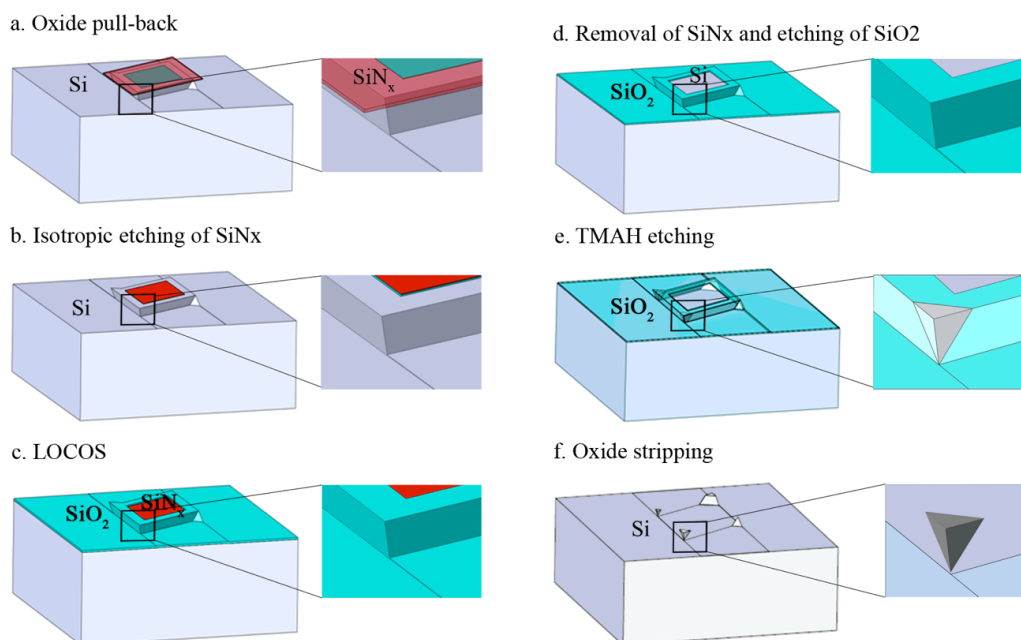 a. Oxide pull-back
Si
SiN
x
b. Isotropic etching of SiNx
Si
c. LOCOS
SiO2
SiNx
d. Removal of SiNx and etching of SiO2
SiO2
Si
e. TMAH etching
SiO2
f. Oxide stripping
Si